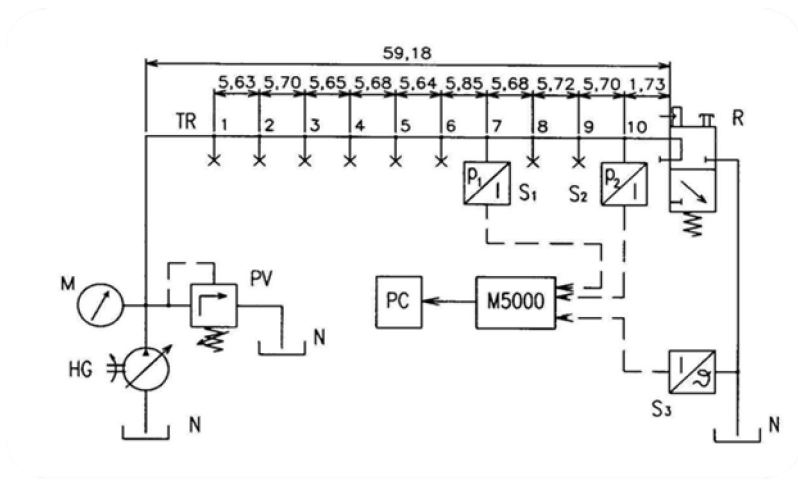 59,18
5,63 5,70 5,65 5,68 5,64 5,85 5,68 5,72 5,70 1,73
TR 1 2 3 4 5 6 7 8 9 10 R
p1 I S1 S2 p2 I
M PV PC M5000
N
HG I ϑ
N S3 N